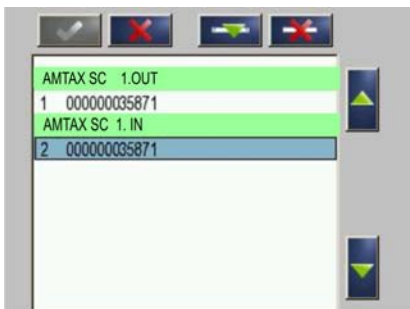 AMTAX SC 1.OUT
1 000000035871
AMTAX SC 1. IN
2 000000035871